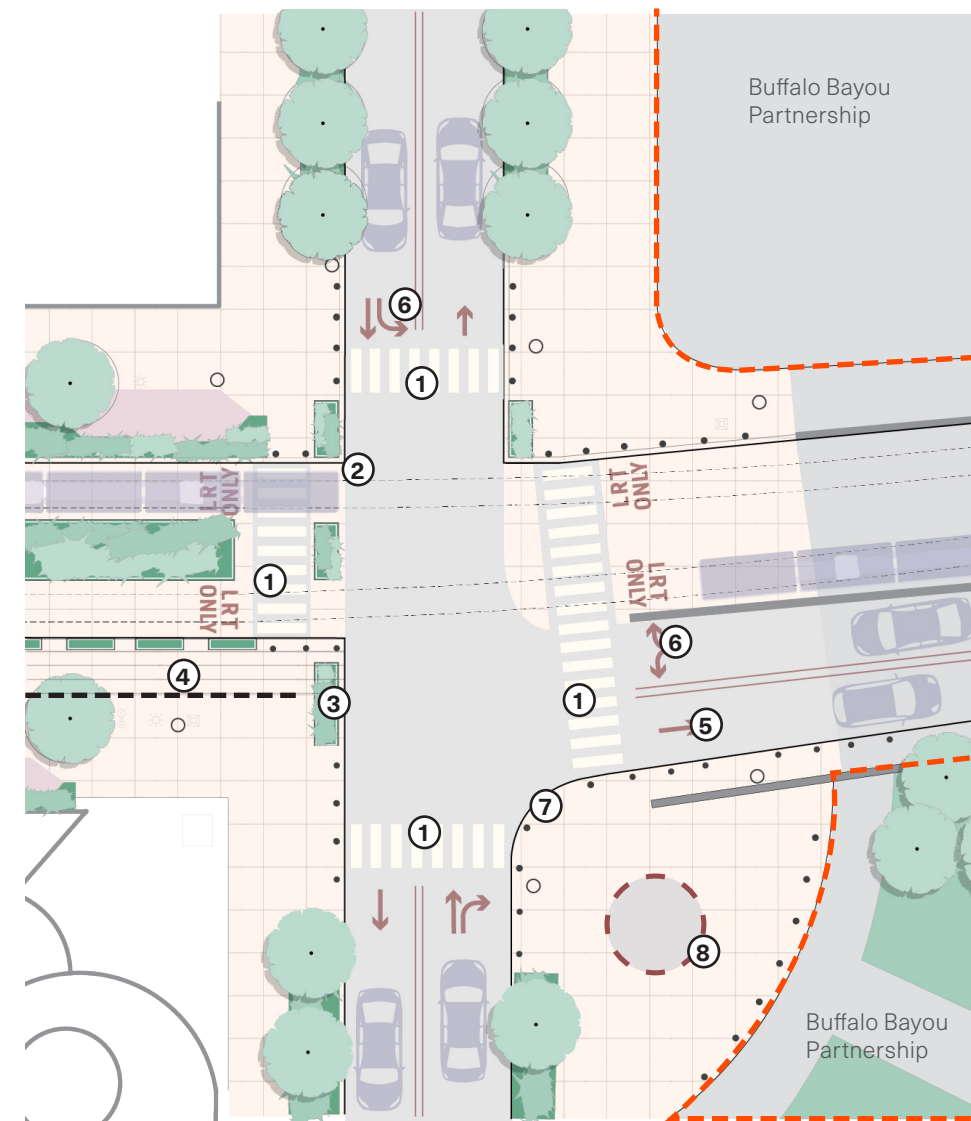 Buffalo Bayou
Partnership
6
1
2
LRT
ONLY
LRT
ONLY
1
LRT
ONLY
LRT
ONLY
6
4
3
1
5
7
1
8
Buffalo Bayou
Partnership